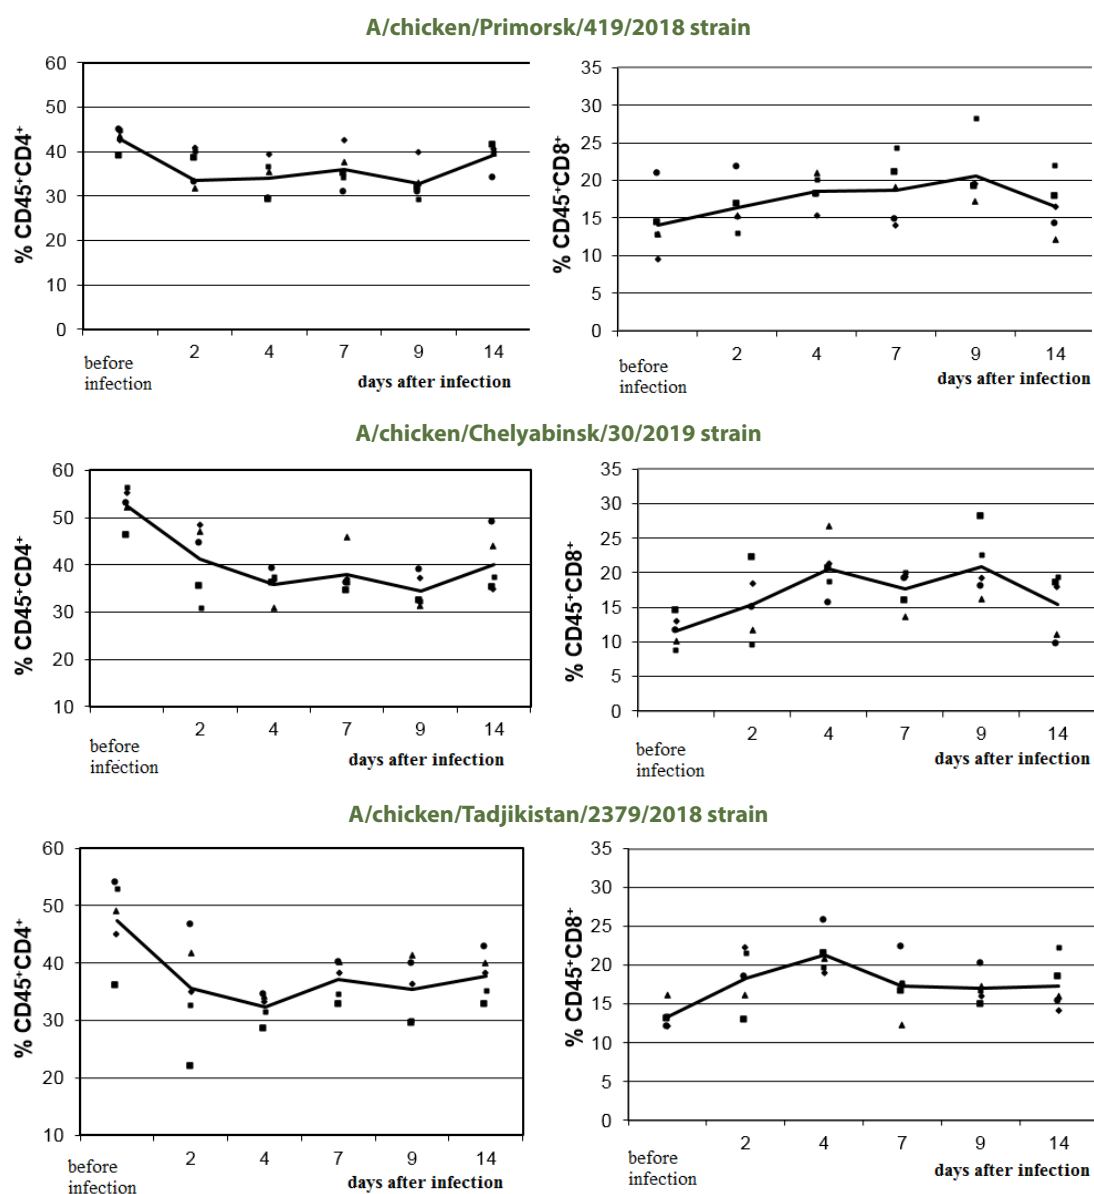 A/chicken/Primorsk/419/2018 strain
% CD45⁺CD4⁺
60
50
40
30
20
10
0
before
infection
2
4
7
9
14
days after infection
% CD45⁺CD8⁺
35
30
25
20
15
10
5
0
before
infection
2
4
7
9
14
days after infection
A/chicken/Chelyabinsk/30/2019 strain
% CD45⁺CD4⁺
60
50
40
30
20
10
before
infection
2
4
7
9
14
days after infection
% CD45⁺CD8⁺
35
30
25
20
15
10
5
0
before
infection
2
4
7
9
14
days after infection
A/chicken/Tadjikistan/2379/2018 strain
% CD45⁺CD4⁺
60
50
40
30
20
10
before
infection
2
4
7
9
14
days after infection
% CD45⁺CD8⁺
35
30
25
20
15
10
5
0
before
infection
2
4
7
9
14
days after infection